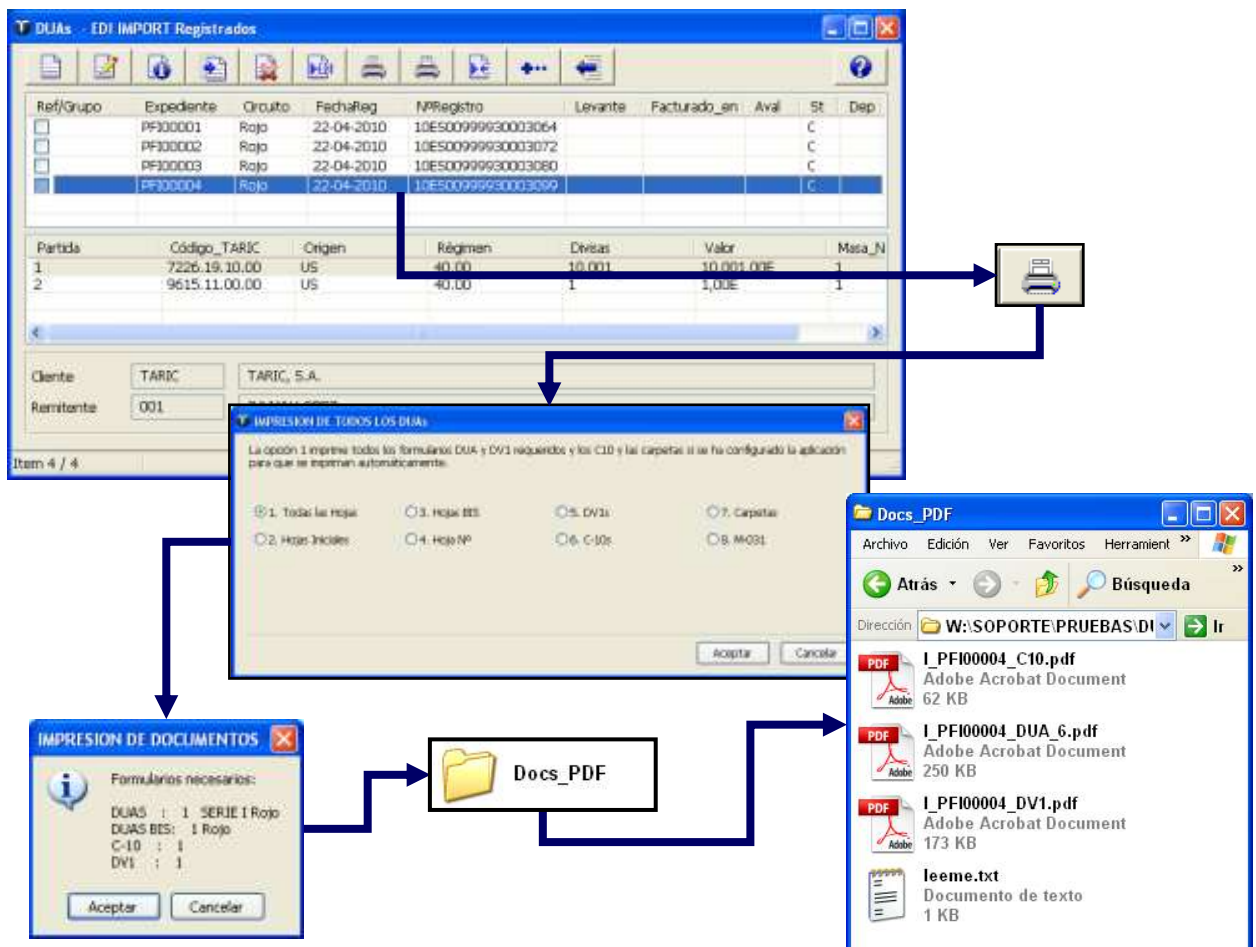 DUAs - EDI IMPORT Registrados
Ref/Grupo Expediente Circuito FechaReg NºRegistro Levante Facturado_en Aval St Dep
PFI00001 Rojo 22-04-2010 10ES00999930003064 C
PFI00002 Rojo 22-04-2010 10ES00999930003072 C
PFI00003 Rojo 22-04-2010 10ES00999930003080 C
PFI00004 Rojo 22-04-2010 10ES00999930003099 C
Partida Código_TARIC Origen Régimen Divisas Valor Masa_N
1 7226.19.10.00 US 40.00 10.001 10.001,00E 1
2 9615.11.00.00 US 40.00 1 1,00E 1
Cliente TARIC TARIC, S.A.
Remitente 001
Item 4 / 4
IMPRESION DE TODOS LOS DUAs
La opción 1 imprime todos los formularios DUA y DV1 requeridos y los C10 y las carpetas si se ha configurado la aplicación
para que se impriman automáticamente.
1. Todas las Hojas 3. Hojas BIS 5. DV1s 7. Carpetas
2. Hojas Iniciales 4. Hoja Nº 6. C-10s 8. M-031
Aceptar Cancelar
IMPRESION DE DOCUMENTOS
Formularios necesarios:
DUAS : 1 SERIE I Rojo
DUAS BIS: 1 Rojo
C-10 : 1
DV1 : 1
Aceptar Cancelar
Docs_PDF
Docs_PDF
Archivo Edición Ver Favoritos Herramient »
Atrás Búsqueda »
Dirección W:\SOPORTE\PRUEBAS\DU Ir
I_PFI00004_C10.pdf
Adobe Acrobat Document
62 KB
I_PFI00004_DUA_6.pdf
Adobe Acrobat Document
250 KB
I_PFI00004_DV1.pdf
Adobe Acrobat Document
173 KB
leeme.txt
Documento de texto
1 KB